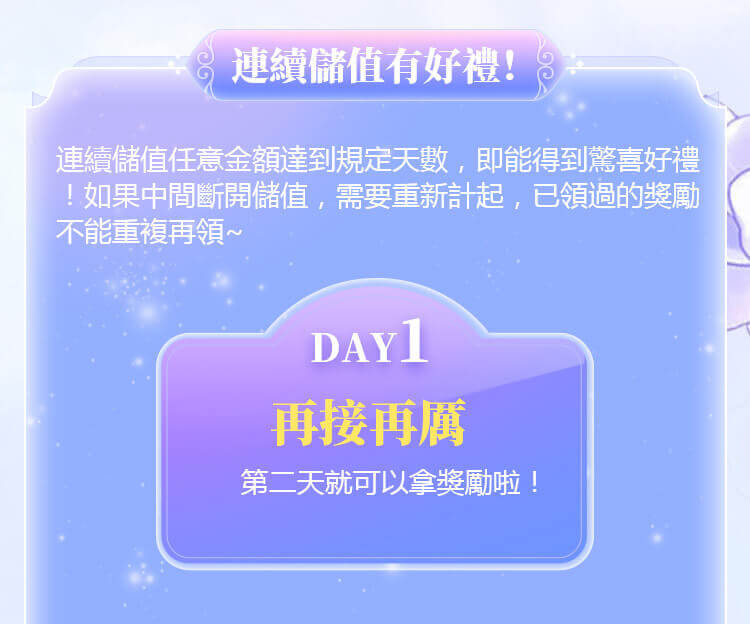 連續儲值有好禮!
連續儲值任意金額達到規定天數，即能得到驚喜好禮
！如果中間斷開儲值，需要重新計起，已領過的獎勵
不能重複再領~
DAY1
再接再厲
第二天就可以拿獎勵啦！